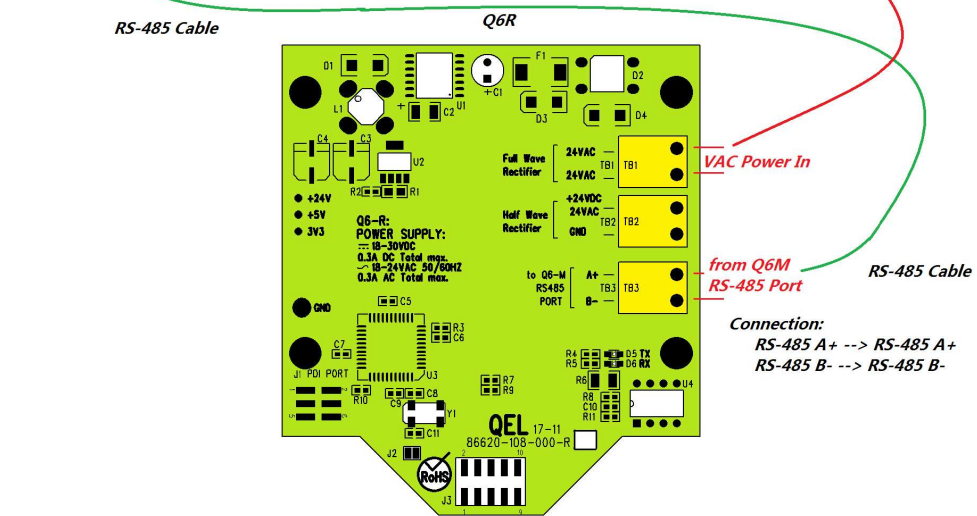 Q6R
RS-485 Cable
D1
F1
D2
L1
U1
+C1
+
C2
D3
D4
C4
C3
U2
R2
R1
Full Wave
Rectifier
24VAC
24VAC
TB1
TB1
VAC Power In
+24V
+5V
3V3
+24VDC
24VAC
Half Wave
Rectifier
GND
TB2
TB2
Q6-R:
POWER SUPPLY:
18-30VDC
0.3A DC Total max.
18-24VAC 50/60HZ
0.3A AC Total max.
to Q6-M
RS485
PORT
A+
B-
TB3
TB3
from Q6M
RS-485 Port
RS-485 Cable
GND
C5
Connection:
RS-485 A+ --> RS-485 A+
RS-485 B- --> RS-485 B-
R3
C6
C7
J1 PDI PORT
U3
R4
R5
D5 TX
D6 RX
R6
U4
R7
R9
R8
C10
R11
R10
C9
C8
Y1
C11
QEL 17-11
86620-108-000-R
J2
RoHS
2
10
J3
1
9